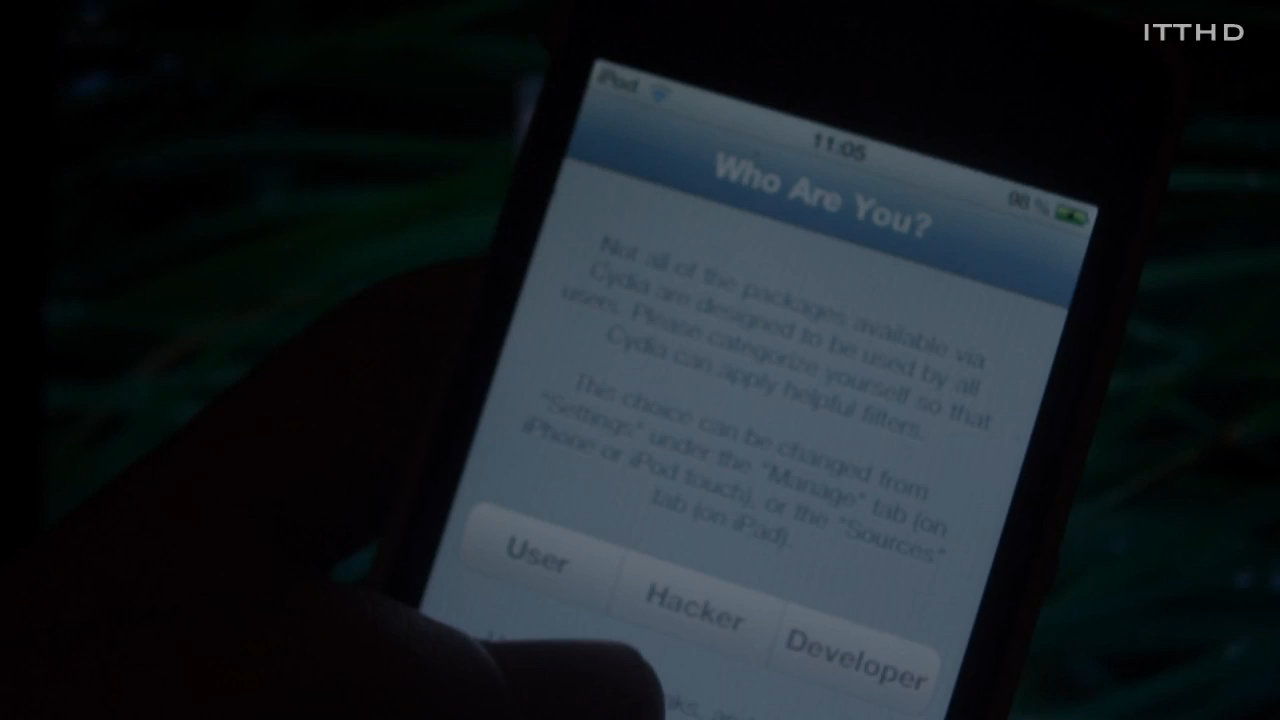 ITTHD
iPod
11:05
98%
Who Are You?
Not all of the packages available via
Cydia are designed to be used by all
users. Please categorize yourself so that
Cydia can apply helpful filters.
This choice can be changed from
"Settings" under the "Manage" tab (on
iPhone or iPod touch), or the "Sources"
tab (on iPad).
User
Hacker
Developer